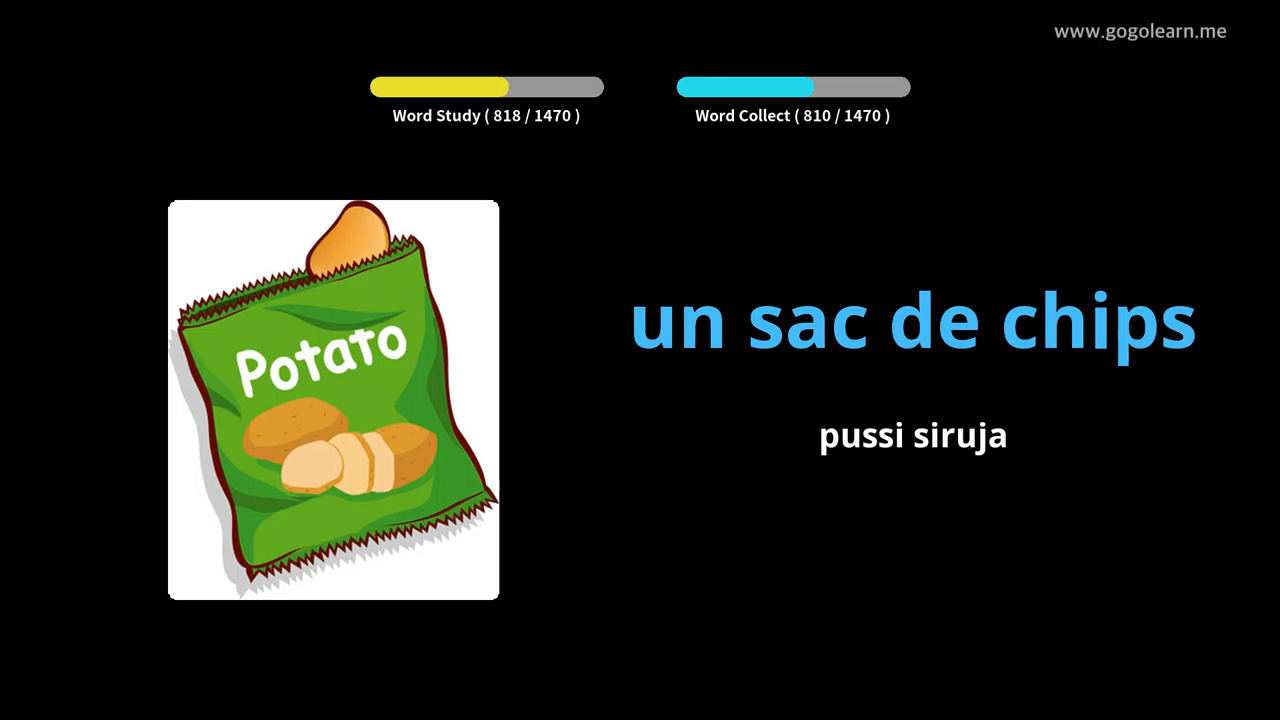 www.gogolearn.me
Word Study ( 818 / 1470 )
Word Collect ( 810 / 1470 )
Potato
un sac de chips
pussi siruja